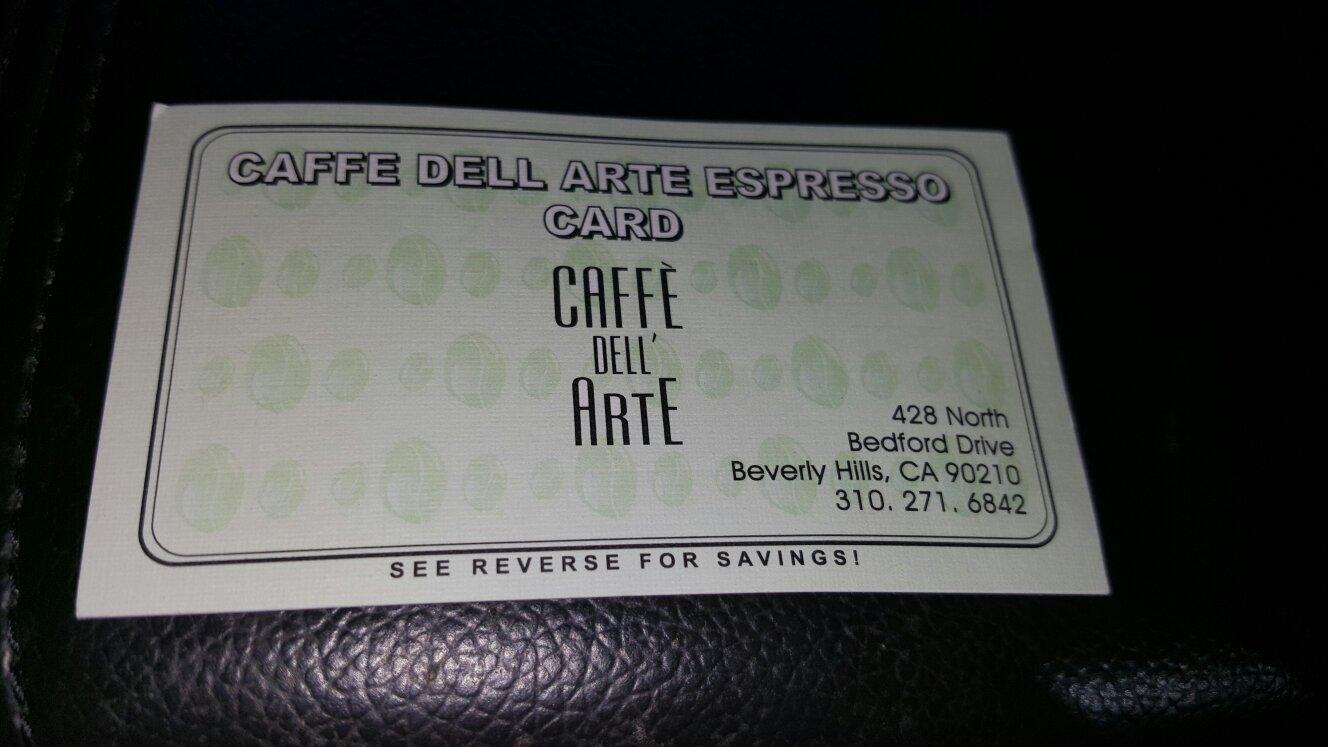 CAFFE DELL ARTE ESPRESSO
CARD
CAFFÈ
DELL'
ARTE
428 North
Bedford Drive
Beverly Hills, CA 90210
310. 271. 6842
SEE REVERSE FOR SAVINGS!